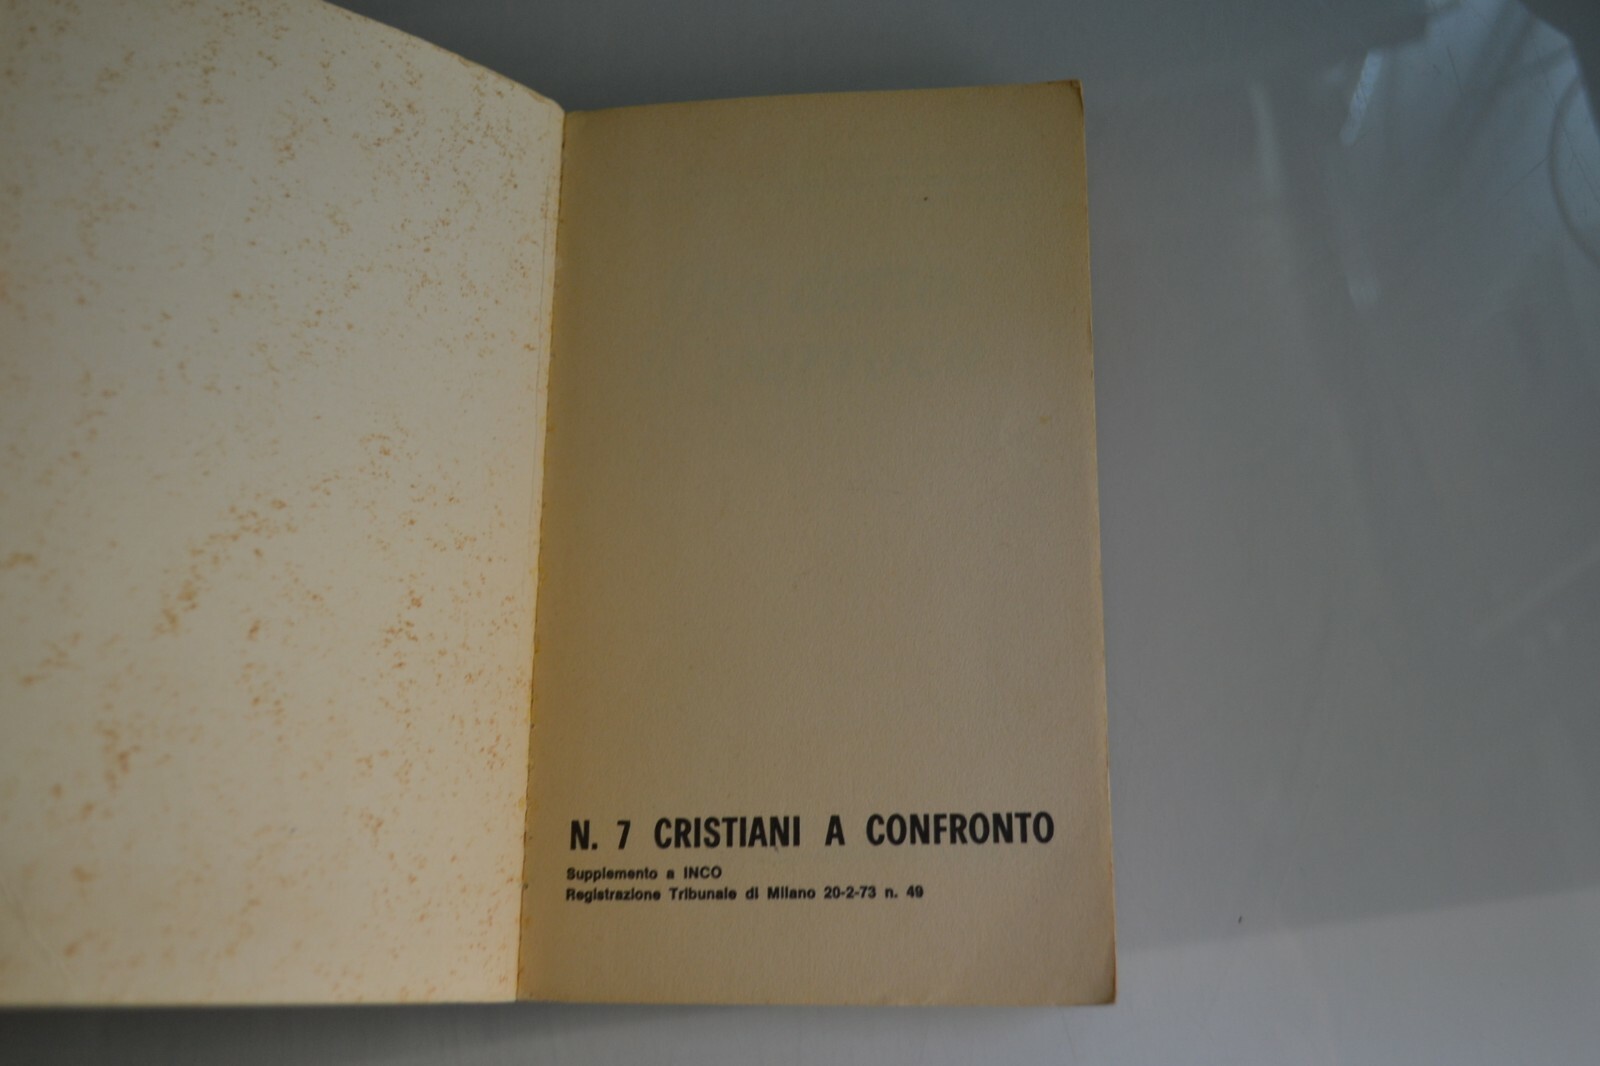 N. 7 CRISTIANI A CONFRONTO
Supplemento a INCO
Registrazione Tribunale di Milano 20-2-73 n. 49